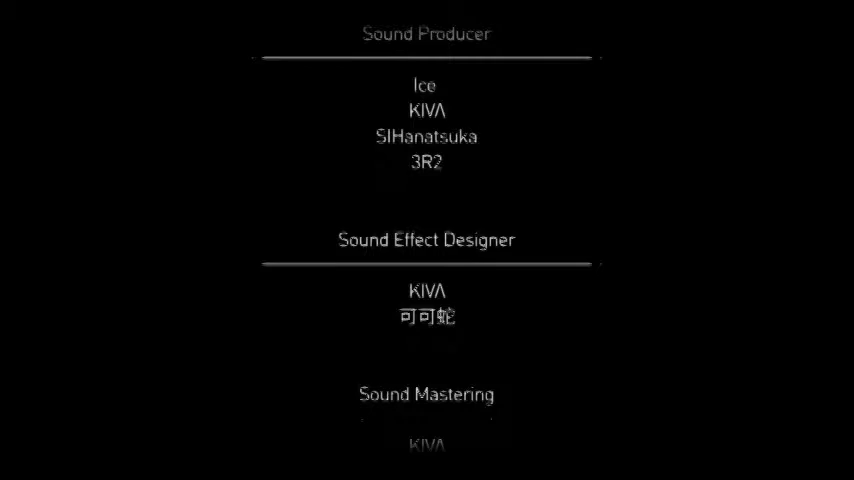 Sound Producer
Ice
KIVΛ
SIHanatsuka
3R2
Sound Effect Designer
KIVΛ
可可蛇
Sound Mastering
KIVΛ